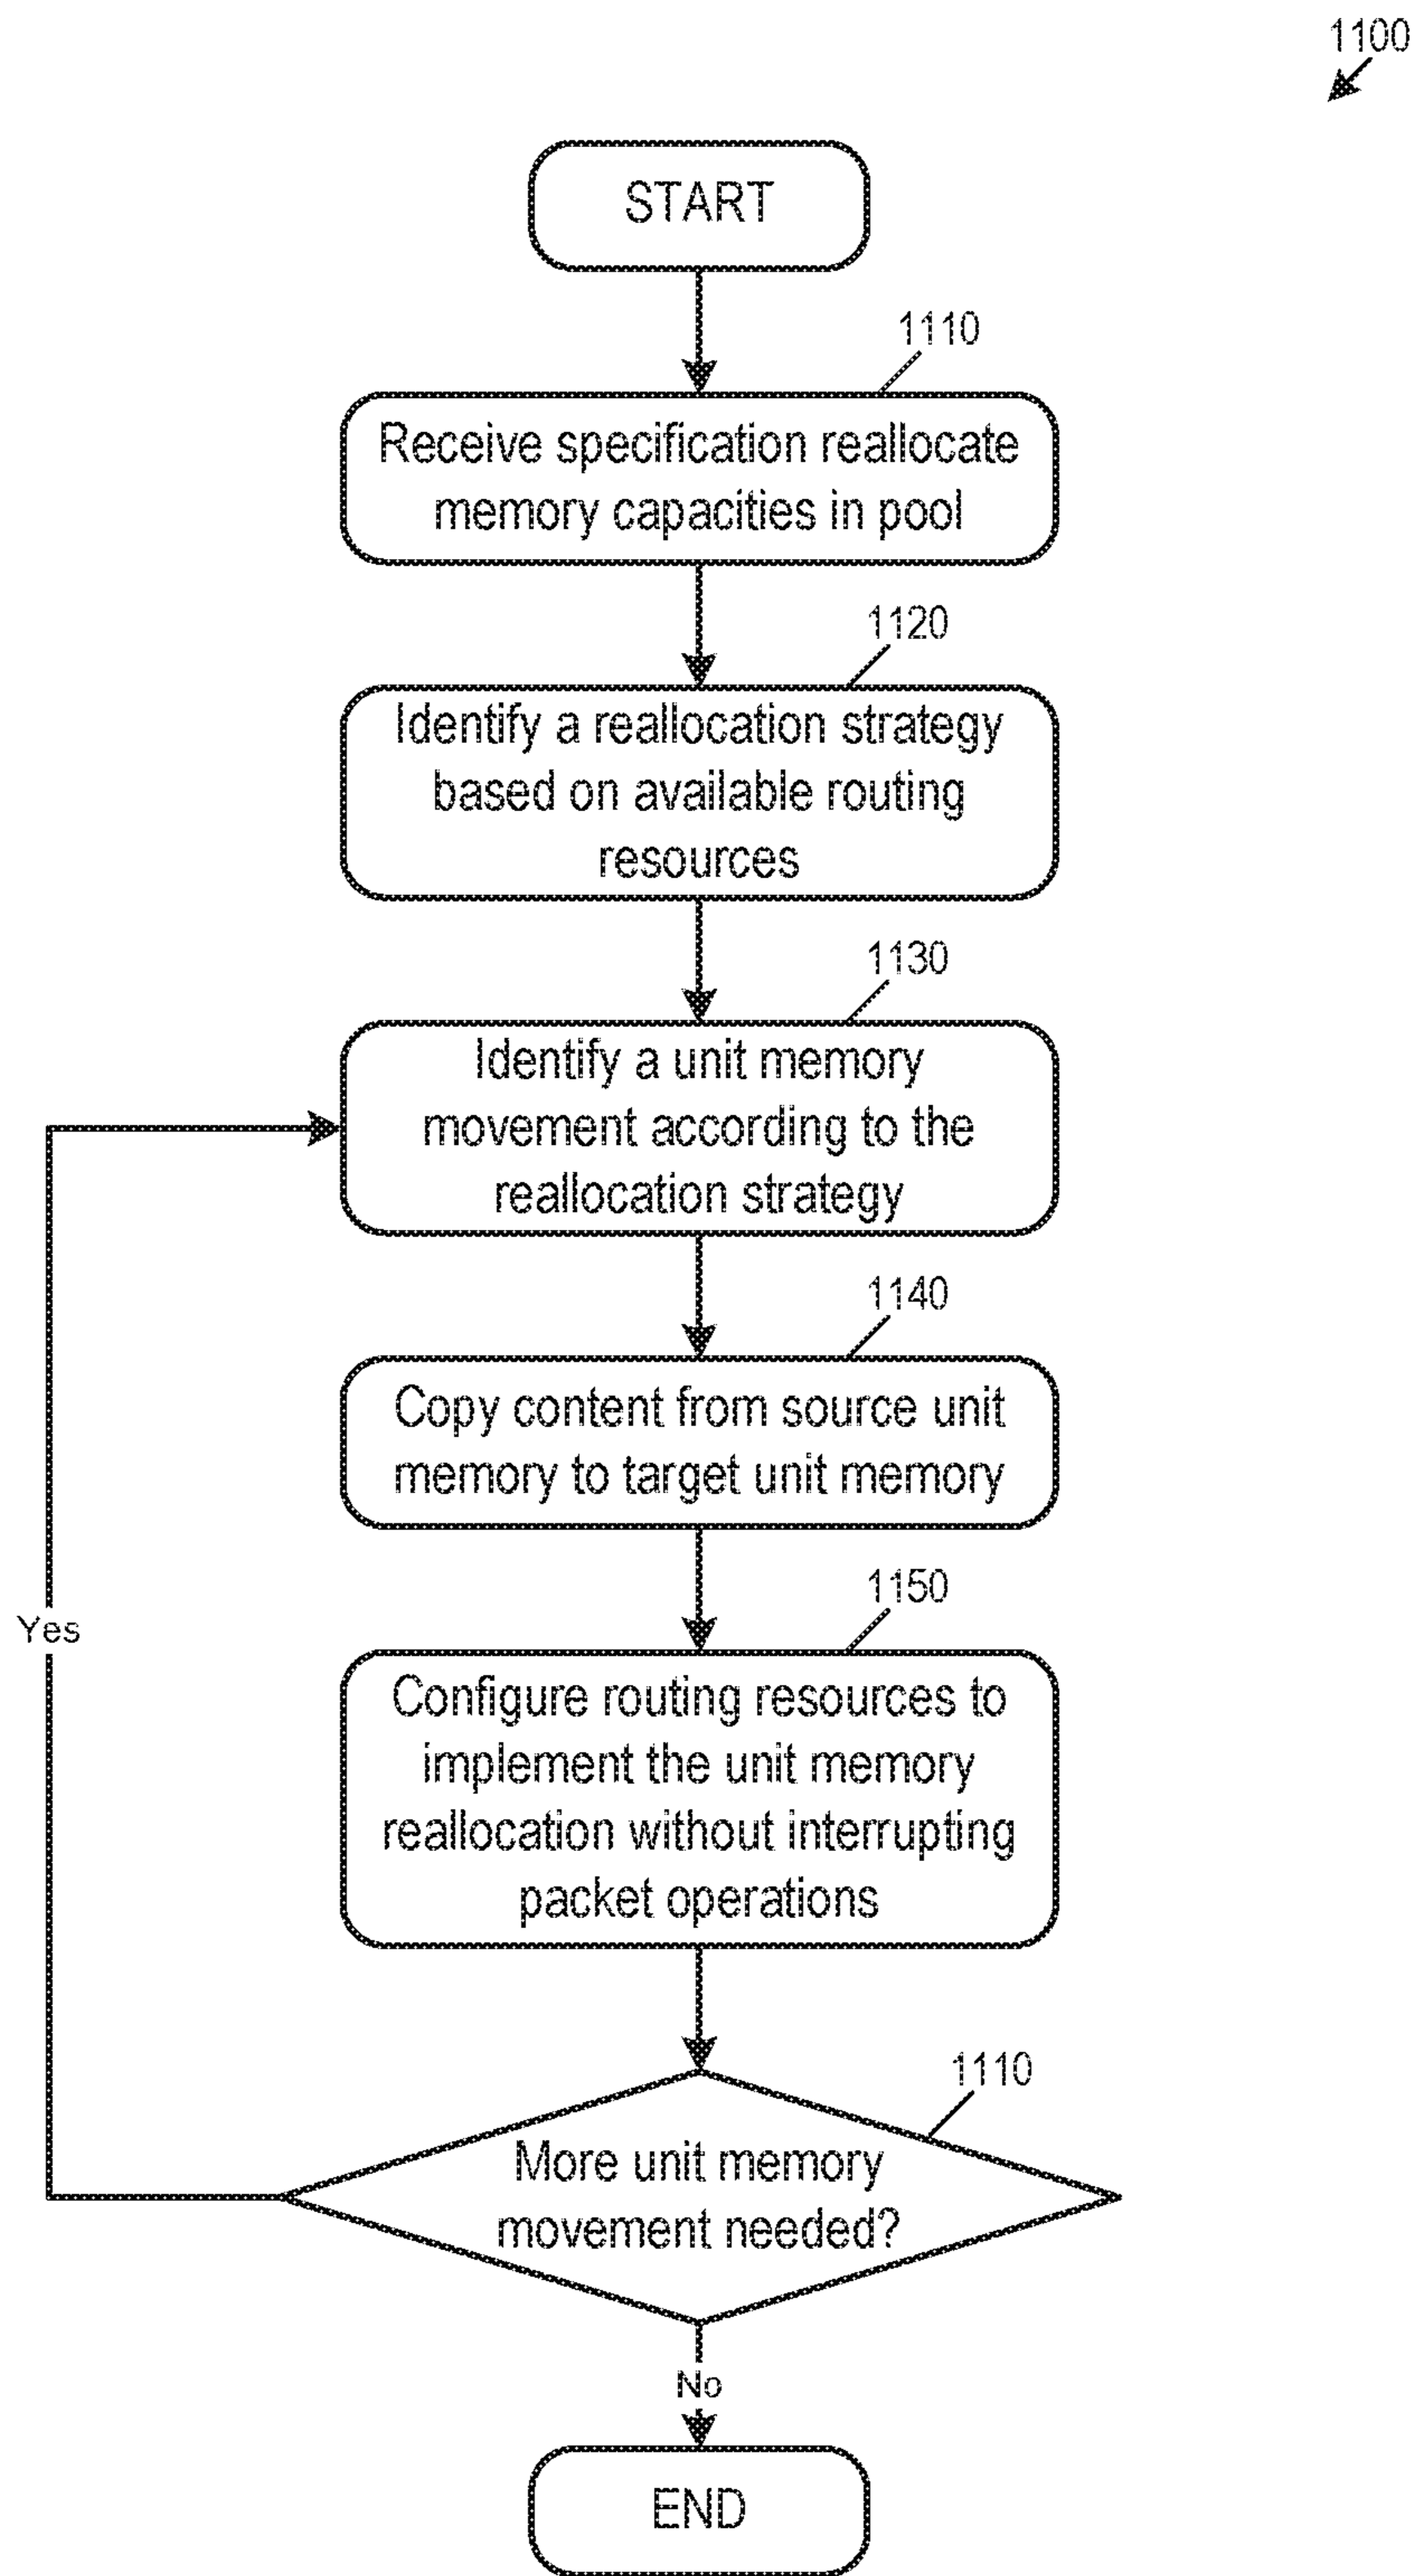 1100
START
1110
Receive specification reallocate
memory capacities in pool
1120
Identify a reallocation strategy
based on available routing
resources
1130
Identify a unit memory
movement according to the
reallocation strategy
1140
Copy content from source unit
memory to target unit memory
1150
Configure routing resources to
implement the unit memory
reallocation without interrupting
packet operations
Yes
1110
More unit memory
movement needed?
No
END